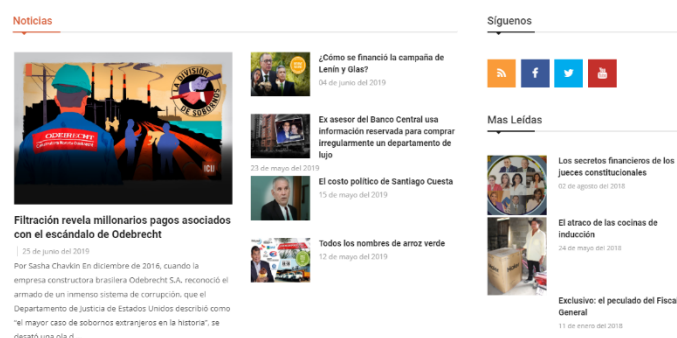 Noticias
LA DIVISIÓN
DE SOBORNOS
ODEBRECHT
ICIJ
Filtración revela millonarios pagos asociados
con el escándalo de Odebrecht
25 de junio del 2019
Por Sasha Chavkin En diciembre de 2016, cuando la
empresa constructora brasilera Odebrecht S.A, reconoció el
armado de un inmenso sistema de corrupción, que el
Departamento de Justicia de Estados Unidos describió como
"el mayor caso de sobornos extranjeros en la historia", se
desató una ola d
¿Cómo se financió la campaña de
Lenín y Glas?
04 de junio del 2019
Ex asesor del Banco Central usa
información reservada para comprar
irregularmente un departamento de
lujo
23 de mayo del 2019
El costo político de Santiago Cuesta
15 de mayo del 2019
Todos los nombres de arroz verde
12 de mayo del 2019
Síguenos
Mas Leídas
Los secretos financieros de los
jueces constitucionales
02 de agosto del 2018
El atraco de las cocinas de
inducción
24 de mayo del 2018
Exclusivo: el peculado del Fiscal
General
11 de enero del 2018